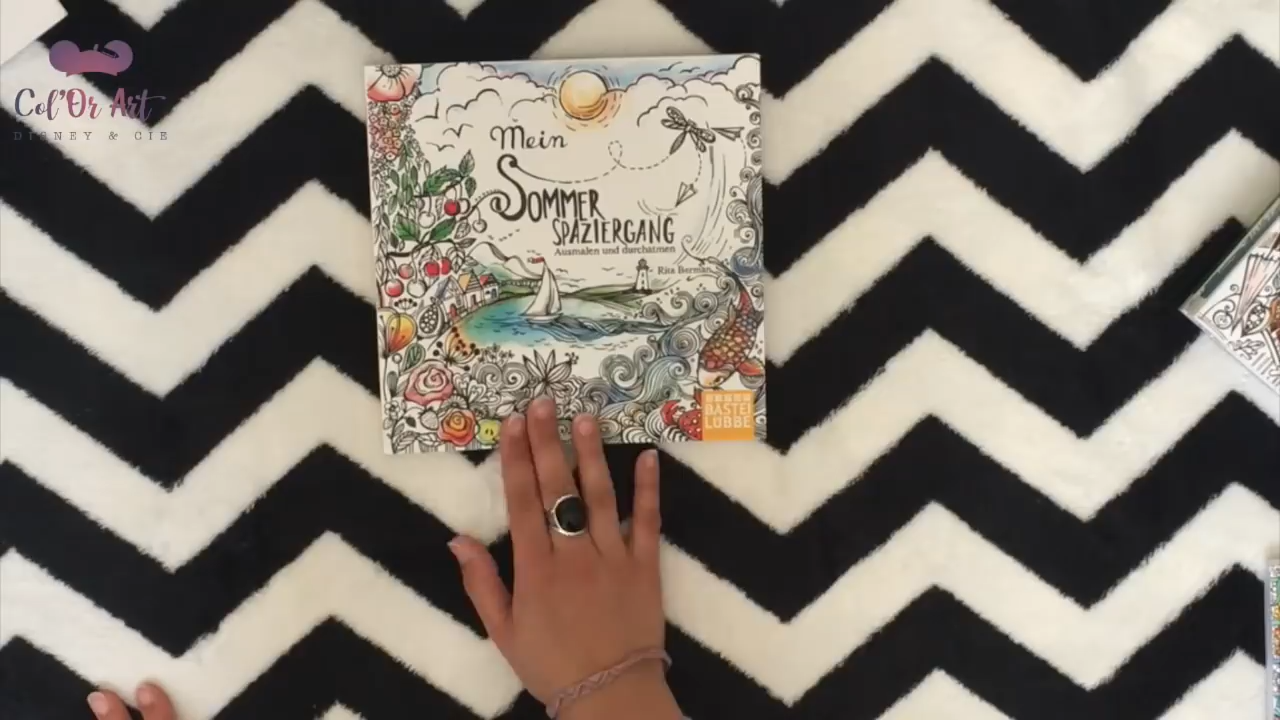 Col'Or Art
DISNEY & CIE
Mein
SOMMER
SPAZIERGANG
Ausmalen und durchatmen
Rita Berman
BASTEI
LÜBBE